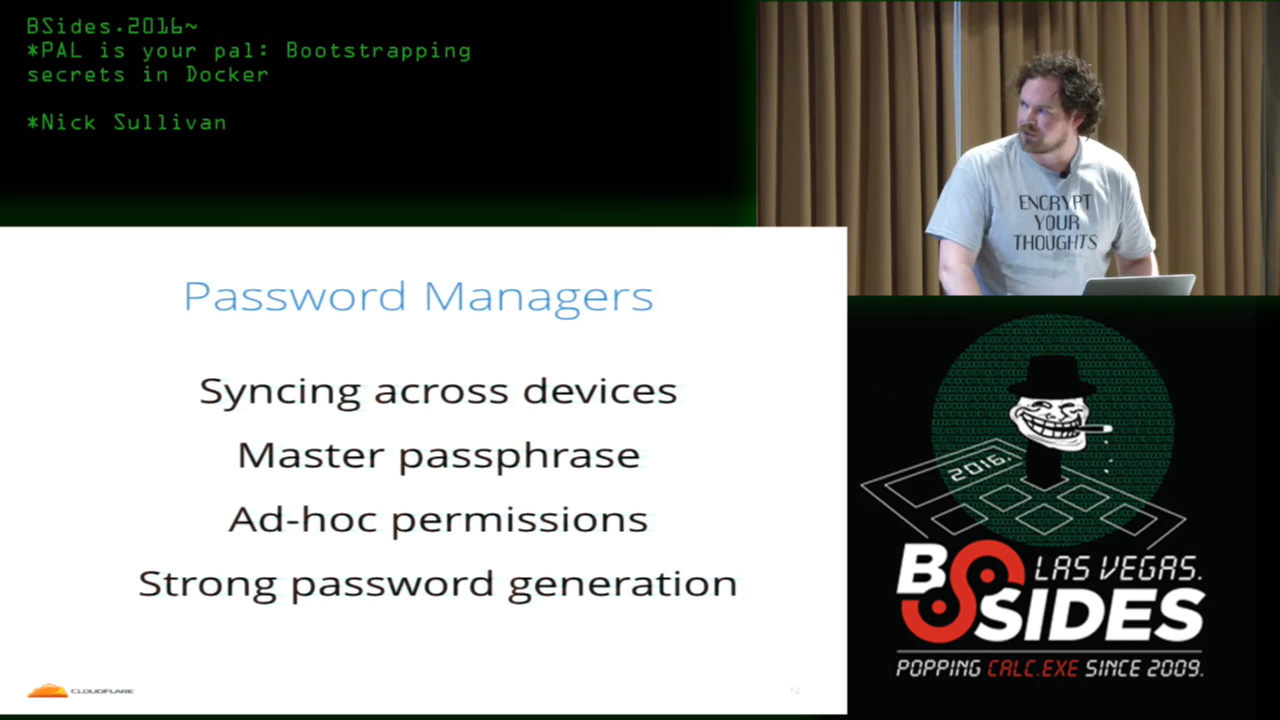 BSides.2016~
*PAL is your pal: Bootstrapping
secrets in Docker
*Nick Sullivan
ENCRYPT
YOUR
THOUGHTS
Password Managers
Syncing across devices
Master passphrase
Ad-hoc permissions
Strong password generation
CLOUDFLARE
12
2016.
BSIDES
LAS VEGAS.
POPPING CALC.EXE SINCE 2009.